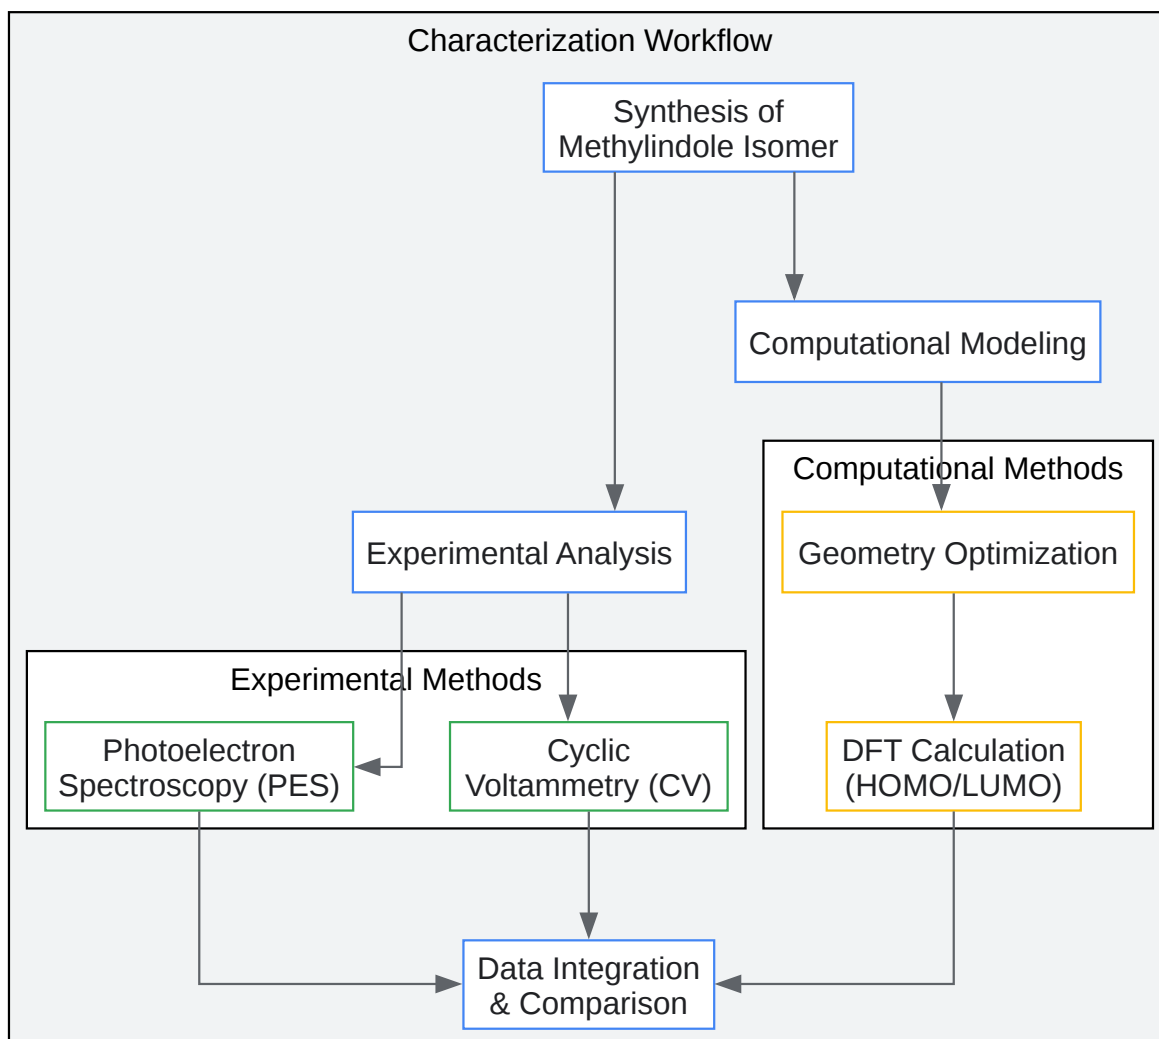 Characterization Workflow
Synthesis of
Methylindole Isomer
Computational Modeling
Computational Methods
Experimental Analysis
Geometry Optimization
Experimental Methods
Photoelectron
Spectroscopy (PES)
Cyclic
Voltammetry (CV)
DFT Calculation
(HOMO/LUMO)
Data Integration
& Comparison